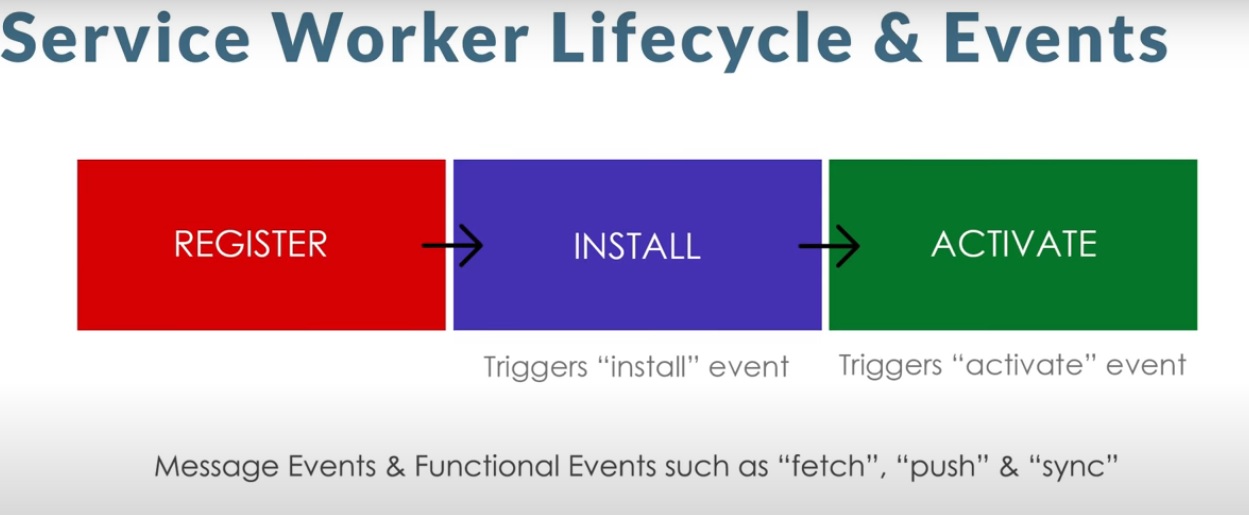 Service Worker Lifecycle & Events
REGISTER
INSTALL
ACTIVATE
Triggers “install” event
Triggers “activate” event
Message Events & Functional Events such as “fetch”, “push” & “sync”